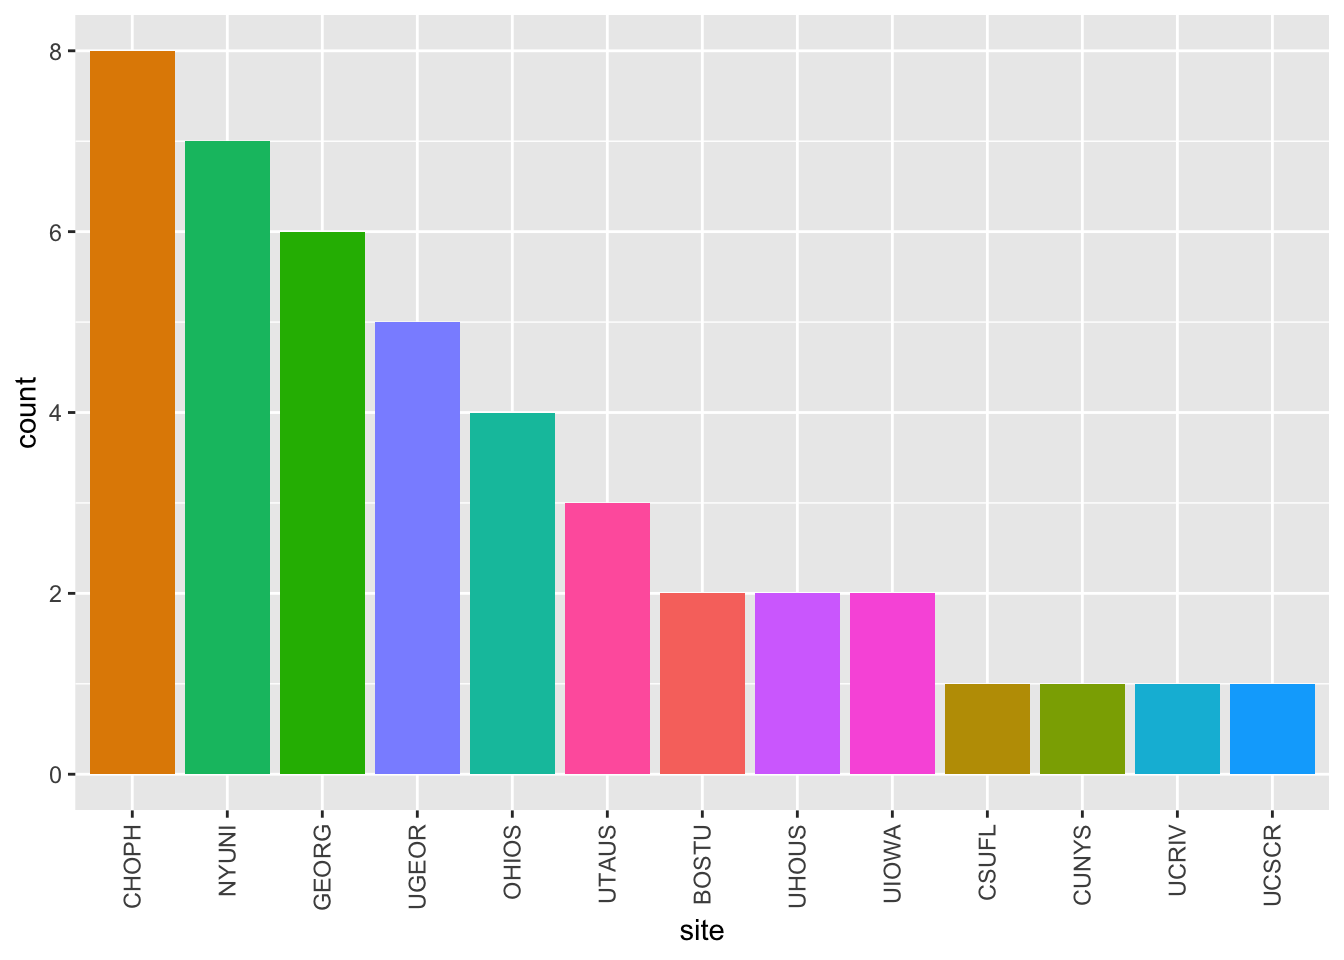 count
8
6
4
2
0
CHOPH
NYUNI
GEORG
UGEOR
OHIOS
UTAUS
BOSTU
UHOUS
UIOWA
CSUFL
CUNYS
UCRIV
UCSCR
site